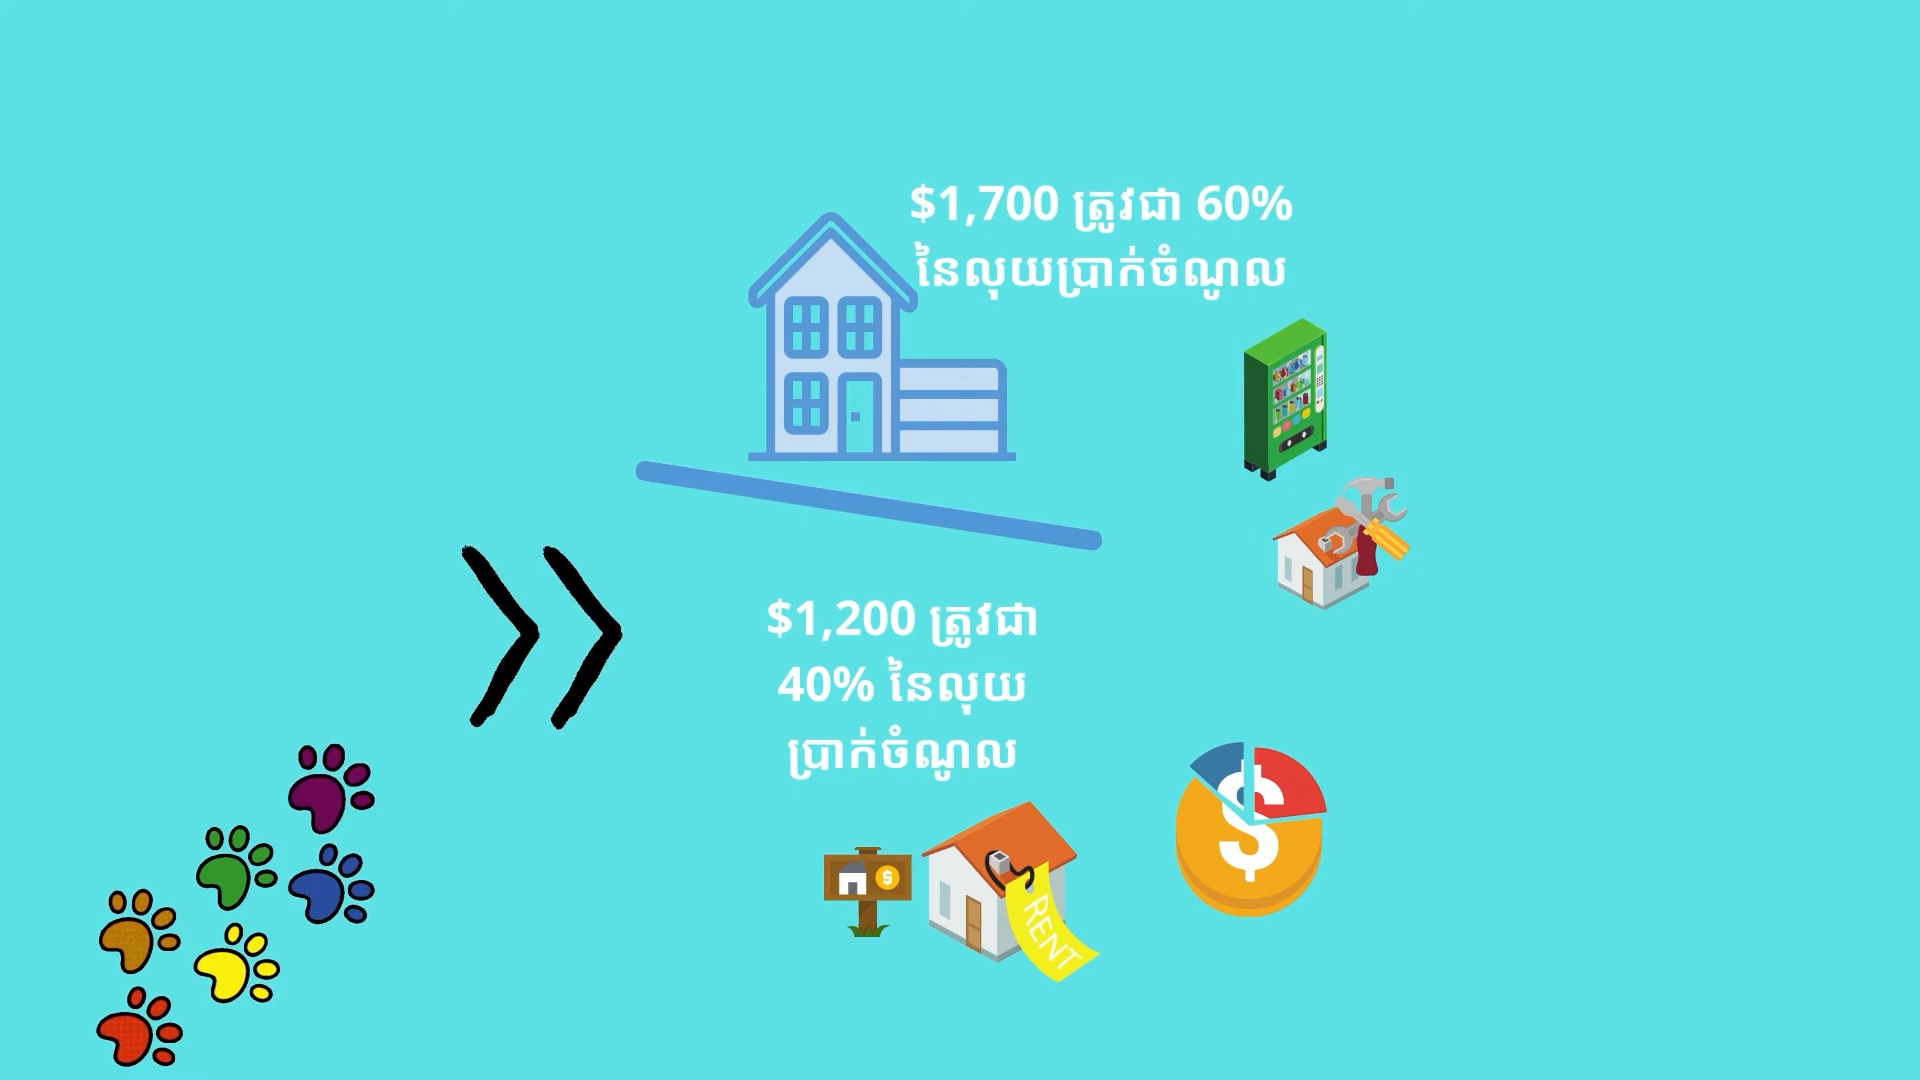 $1,700 ត្រូវជា 60%
នៃលុយប្រាក់ចំណូល
$1,200 ត្រូវជា
40% នៃលុយ
ប្រាក់ចំណូល
$
$
RENT